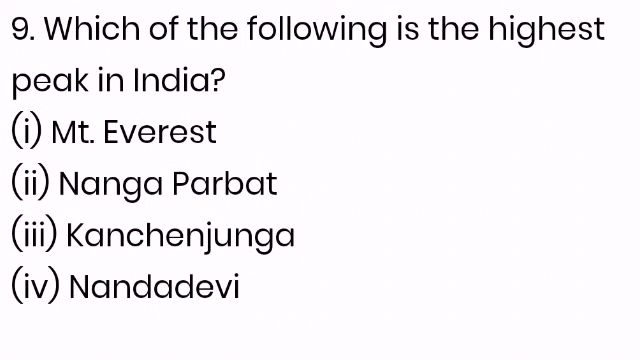 9. Which of the following is the highest
peak in India?
(i) Mt. Everest
(ii) Nanga Parbat
(iii) Kanchenjunga
(iv) Nandadevi